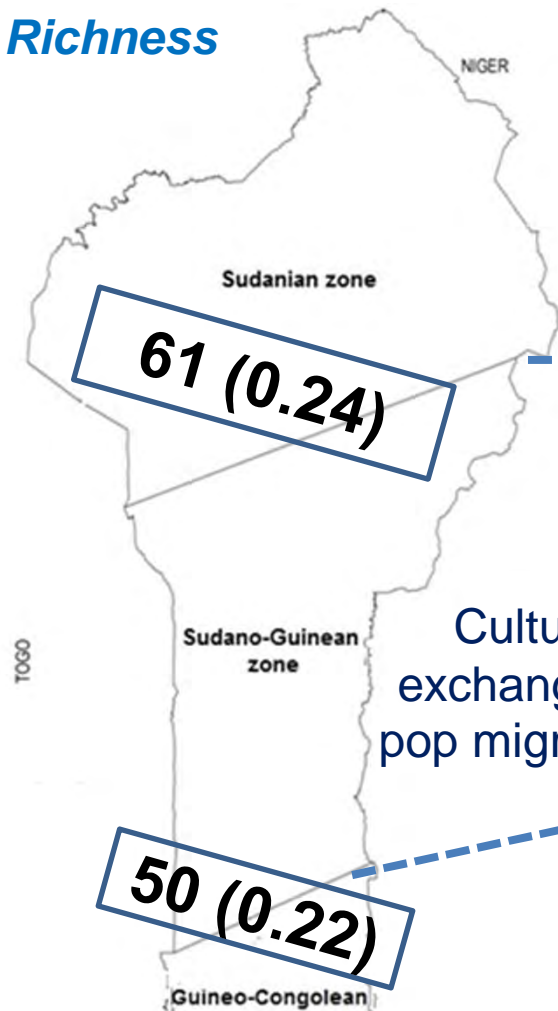 Richness
NIGER
Sudanian zone
61 (0.24)
TOGO
Sudano-Guinean
zone
exchang
pop migr
50 (0.22)
Guineo-Congolean